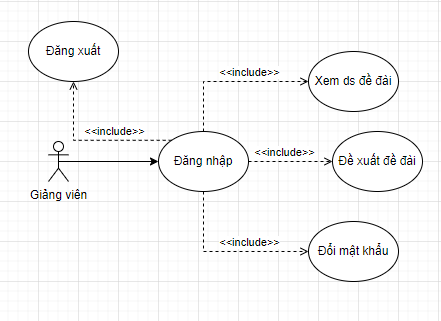 Đăng xuất
<<include>>
Xem ds đề đài
<<include>>
Đăng nhập
<<include>>
Đề xuất đề đài
Giảng viên
<<include>>
Đổi mật khẩu